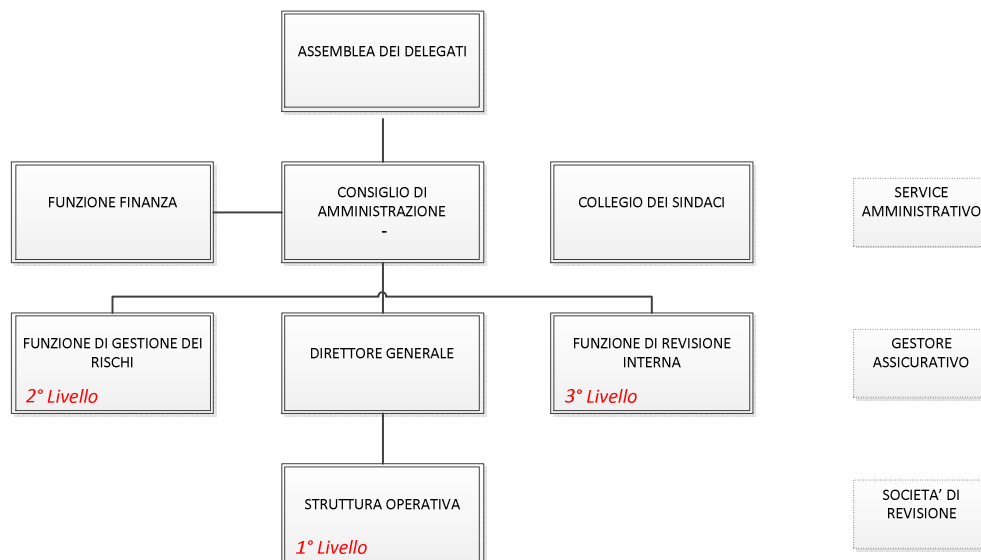 ASSEMBLEA DEI DELEGATI
FUNZIONE FINANZA
CONSIGLIO DI
AMMINISTRAZIONE
-
COLLEGIO DEI SINDACI
SERVICE
AMMINISTRATIVO
FUNZIONE DI GESTIONE DEI
RISCHI
2° Livello
DIRETTORE GENERALE
FUNZIONE DI REVISIONE
INTERNA
3° Livello
GESTORE
ASSICURATIVO
STRUTTURA OPERATIVA
1° Livello
SOCIETA’ DI
REVISIONE